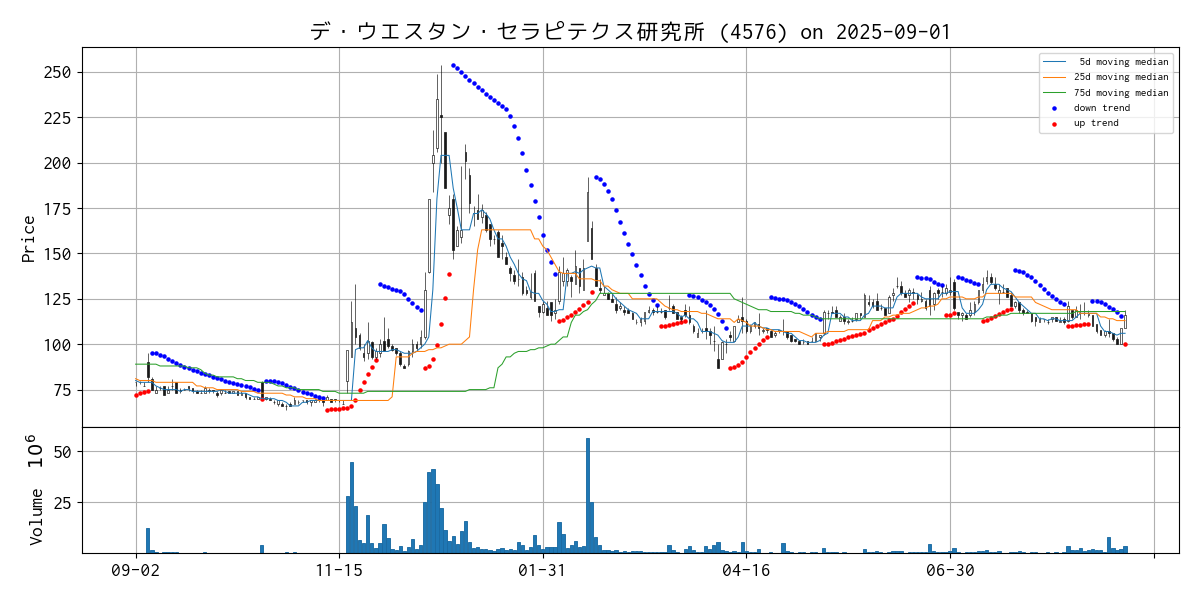 デ・ウエスタン・セラピテクス研究所 (4576) on 2025-09-01
5d moving median
25d moving median
75d moving median
down trend
up trend
Price
250
225
200
175
150
125
100
75
Volume 10^6
50
25
09-02 11-15 01-31 04-16 06-30